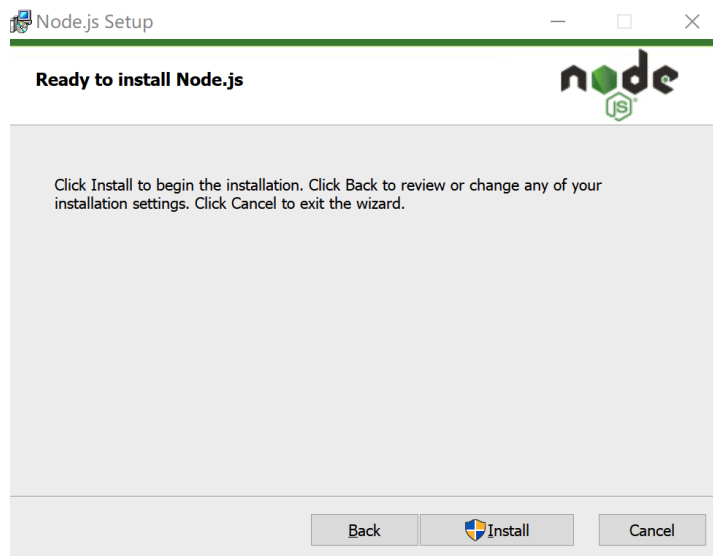 Node.js Setup
Ready to install Node.js
node
JS
Click Install to begin the installation. Click Back to review or change any of your
installation settings. Click Cancel to exit the wizard.
Back
Install
Cancel